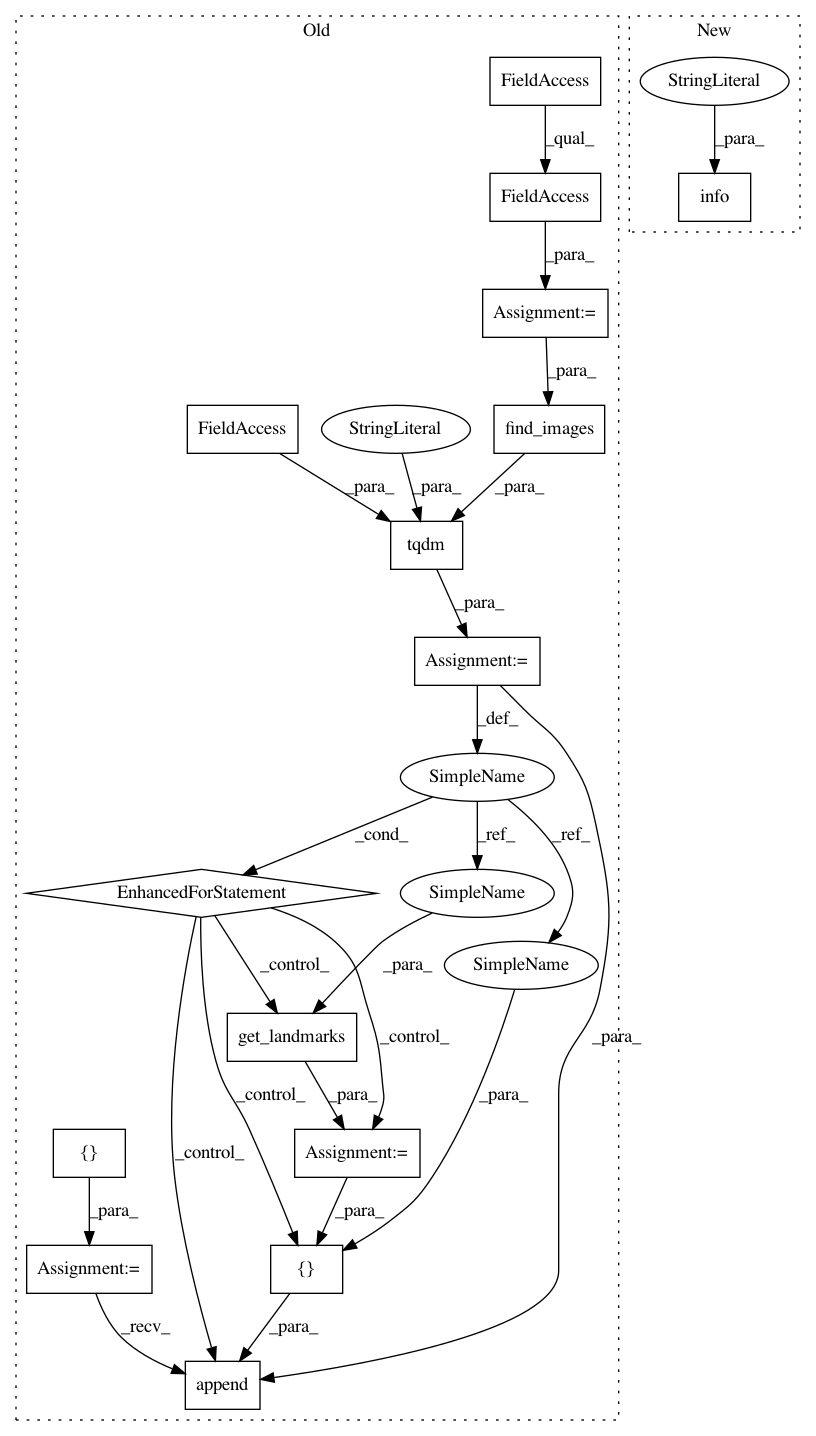 Old
New
FieldAccess
StringLiteral
_qual_
_para_
FieldAccess
info
_para_
Assignment:=
_para_
FieldAccess
StringLiteral
find_images
_para_
_para_
_para_
tqdm
_para_
Assignment:=
_def_
SimpleName
_cond_
_ref_
_ref_
EnhancedForStatement
SimpleName
_control_
_para_
SimpleName
get_landmarks
_control_
_para_
_control_
_para_
_para_
{}
_control_
Assignment:=
_para_
_para_
Assignment:=
{}
_recv_
_para_
append